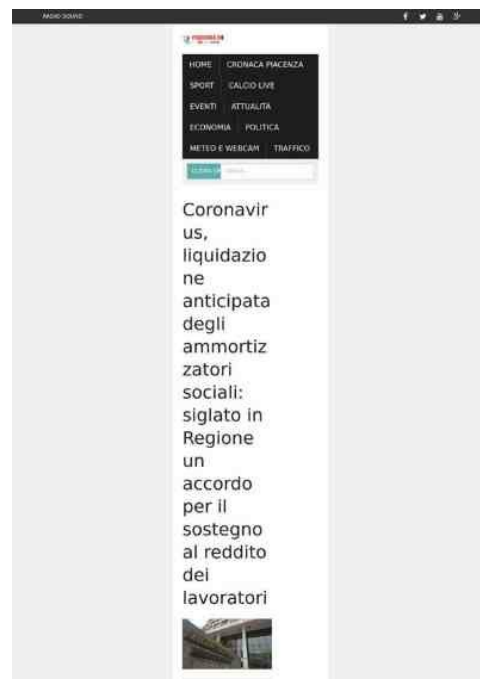 RADIO SOUND
HOME CRONACA PIACENZA
SPORT CALCIO LIVE
EVENTI ATTUALITÀ
ECONOMIA POLITICA
METEO E WEBCAM TRAFFICO
Coronavir
us,
liquidazio
ne
anticipata
degli
ammortiz
zatori
sociali:
siglato in
Regione
un
accordo
per il
sostegno
al reddito
dei
lavoratori